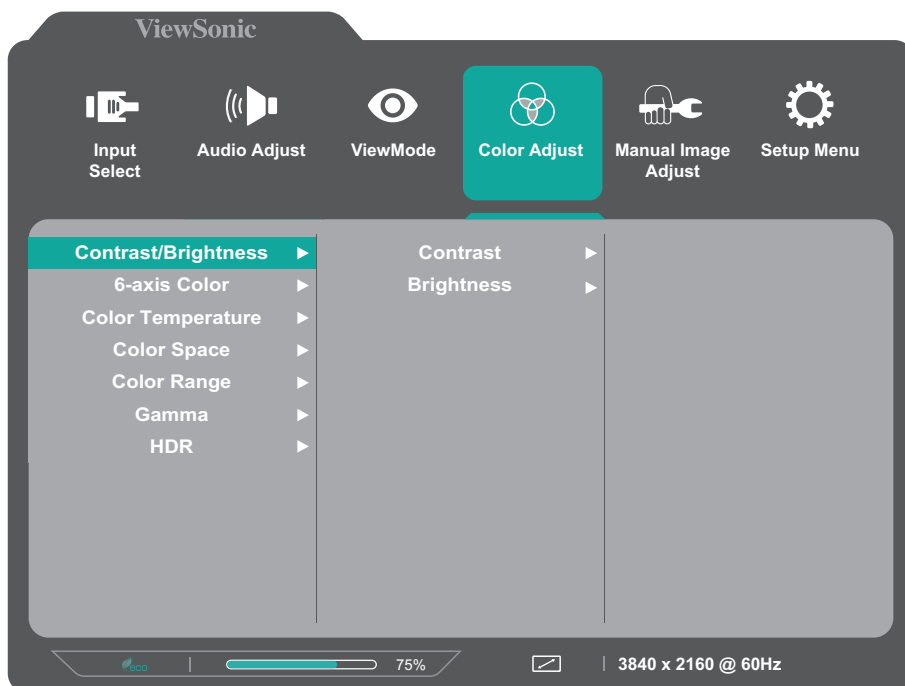 ViewSonic
Input
Select
Audio Adjust
ViewMode
Color Adjust
Manual Image
Adjust
Setup Menu
Contrast/Brightness
6-axis Color
Color Temperature
Color Space
Color Range
Gamma
HDR
Contrast
Brightness
eco
75%
3840 x 2160 @ 60Hz